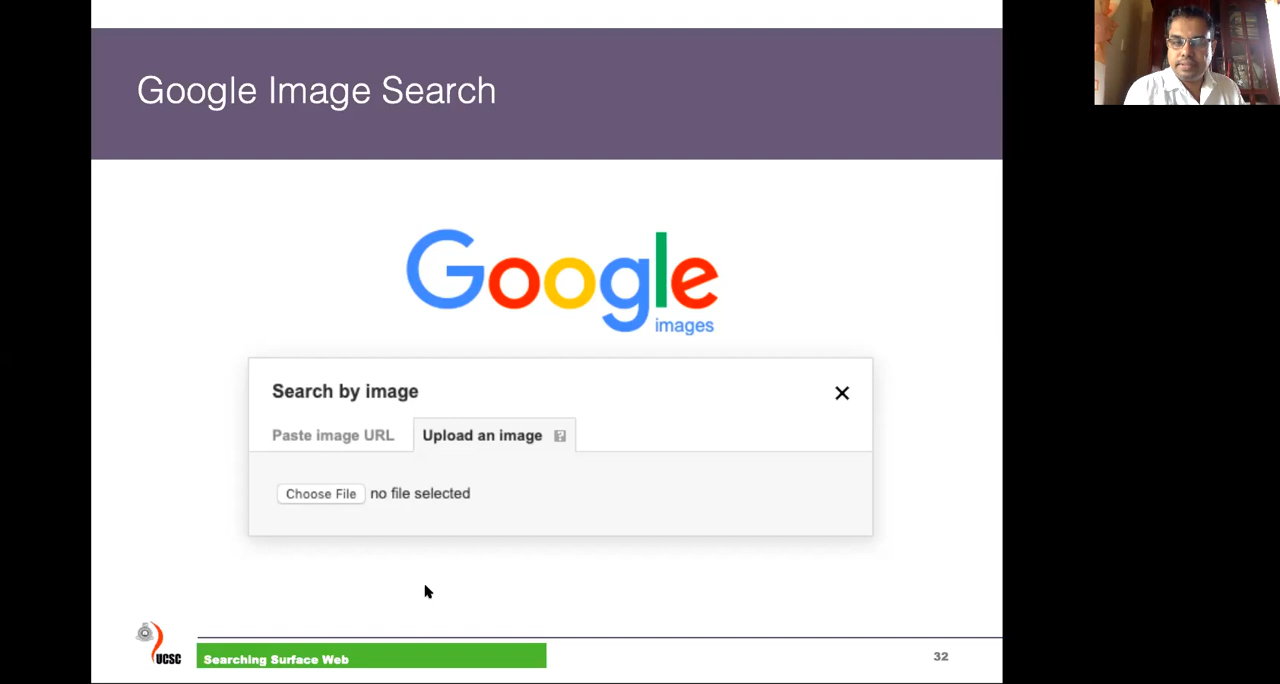 Google Image Search
Google
images
Search by image
Paste image URL
Upload an image ?
Choose File no file selected
UCSC
Searching Surface Web
32